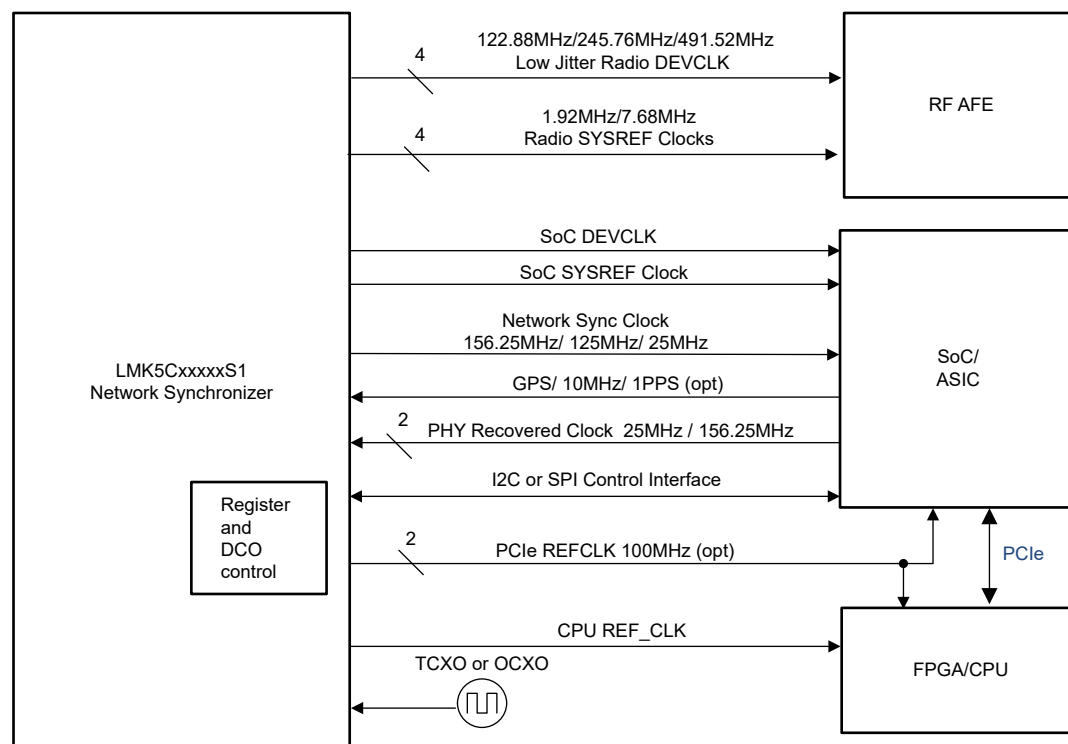 122.88MHz/245.76MHz/491.52MHz
4
Low Jitter Radio DEVCLK
RF AFE
1.92MHz/7.68MHz
4
Radio SYSREF Clocks
SoC DEVCLK
SoC SYSREF Clock
Network Sync Clock
156.25MHz/ 125MHz/ 25MHz
LMK5CxxxxxS1
Network Synchronizer
SoC/
ASIC
GPS/ 10MHz/ 1PPS (opt)
2
PHY Recovered Clock 25MHz / 156.25MHz
I2C or SPI Control Interface
Register
and
DCO
control
2
PCIe REFCLK 100MHz (opt)
PCIe
CPU REF_CLK
TCXO or OCXO
FPGA/CPU